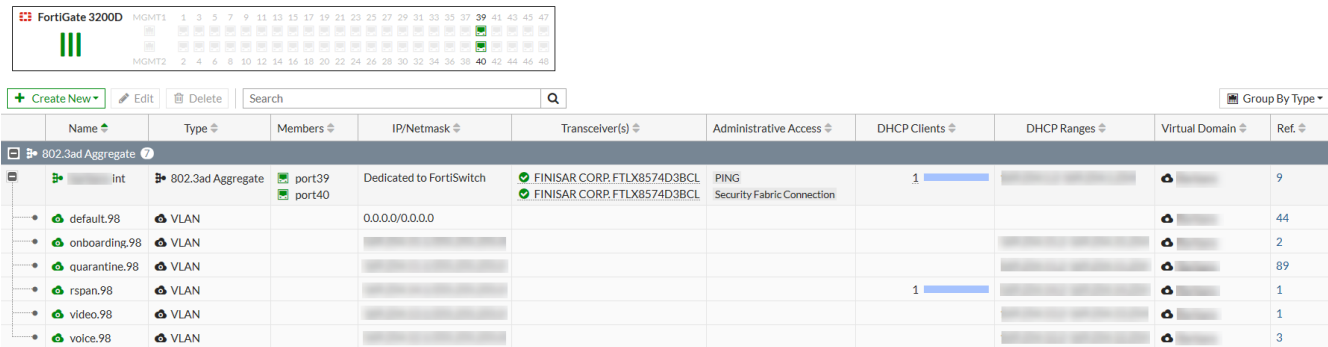 FortiGate 3200D MGMT1 1 3 5 7 9 11 13 15 17 19 21 23 25 27 29 31 33 35 37 39 41 43 45 47
MGMT2 2 4 6 8 10 12 14 16 18 20 22 24 26 28 30 32 34 36 38 40 42 44 46 48
Create New Edit Delete Search Group By Type
Name Type Members IP/Netmask Transceiver(s) Administrative Access DHCP Clients DHCP Ranges Virtual Domain Ref.
802.3ad Aggregate 7
int 802.3ad Aggregate port39 Dedicated to FortiSwitch FINISAR CORP. FTLX8574D3BCL PING 1 9
port40 FINISAR CORP. FTLX8574D3BCL Security Fabric Connection
default.98 VLAN 0.0.0.0/0.0.0.0 44
onboarding.98 VLAN 2
quarantine.98 VLAN 89
rspan.98 VLAN 1 1
video.98 VLAN 1
voice.98 VLAN 3